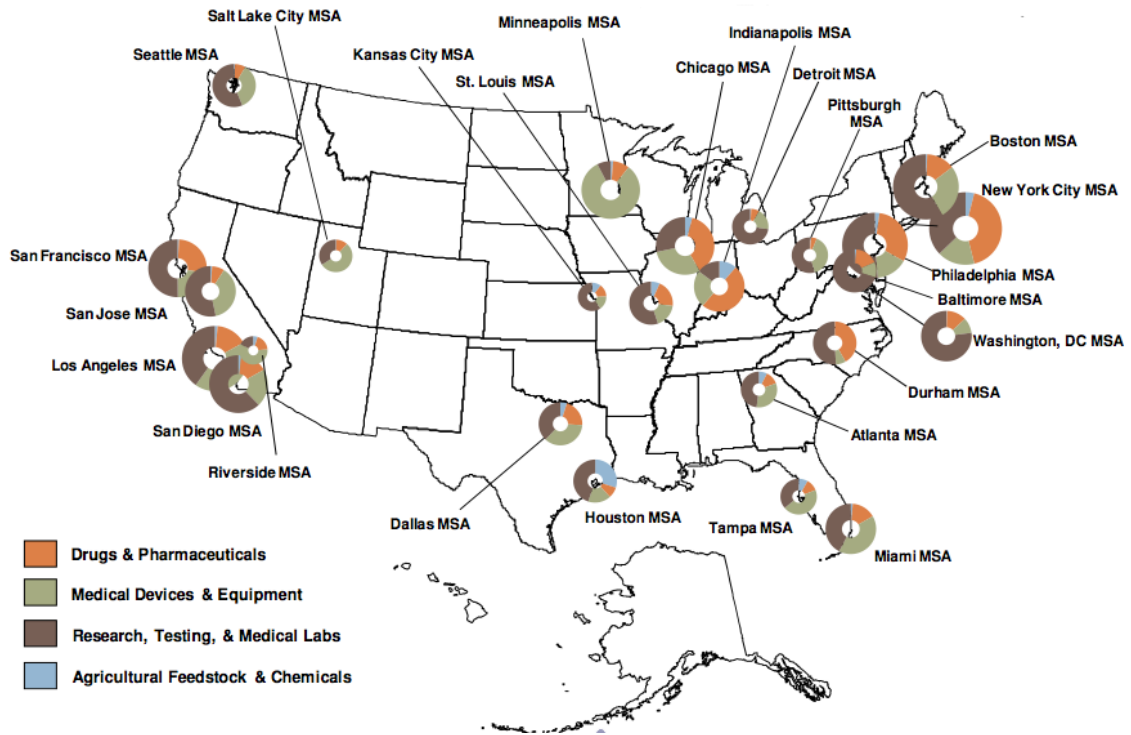 Salt Lake City MSA
Minneapolis MSA
Indianapolis MSA
Seattle MSA
Kansas City MSA
Chicago MSA
St. Louis MSA
Detroit MSA
Pittsburgh
MSA
Boston MSA
New York City MSA
San Francisco MSA
Philadelphia MSA
San Jose MSA
Baltimore MSA
Washington, DC MSA
Los Angeles MSA
Durham MSA
San Diego MSA
Atlanta MSA
Riverside MSA
Dallas MSA
Houston MSA
Tampa MSA
Miami MSA
Drugs & Pharmaceuticals
Medical Devices & Equipment
Research, Testing, & Medical Labs
Agricultural Feedstock & Chemicals